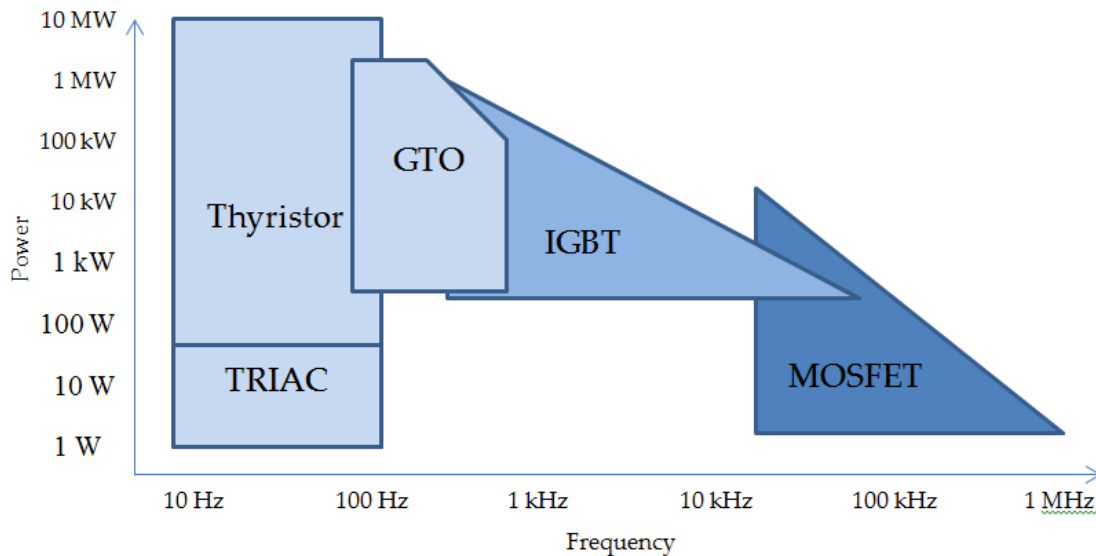 10 MW
1 MW
100 kW
10 kW
1 kW
100 W
10 W
1 W
Power
Thyristor
TRIAC
GTO
IGBT
MOSFET
10 Hz
100 Hz
1 kHz
10 kHz
100 kHz
1 MHz
Frequency